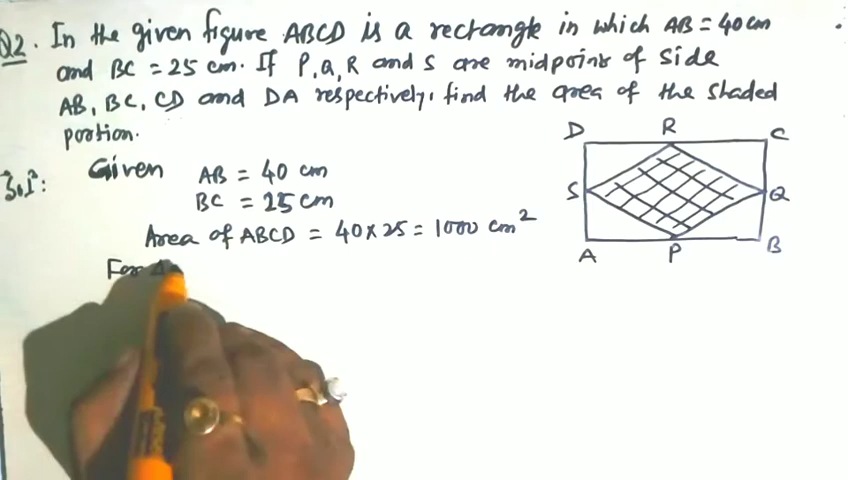 Q2. In the given figure ABCD is a rectangle in which AB = 40 cm
and BC = 25 cm. If P, Q, R and S are midpoint of side
AB, BC, CD and DA respectively, find the area of the shaded
portion.
Sol: Given AB = 40 cm
BC = 25 cm
Area of ABCD = 40 × 25 = 1000 cm²
For Δ
D R C
S Q
A P B